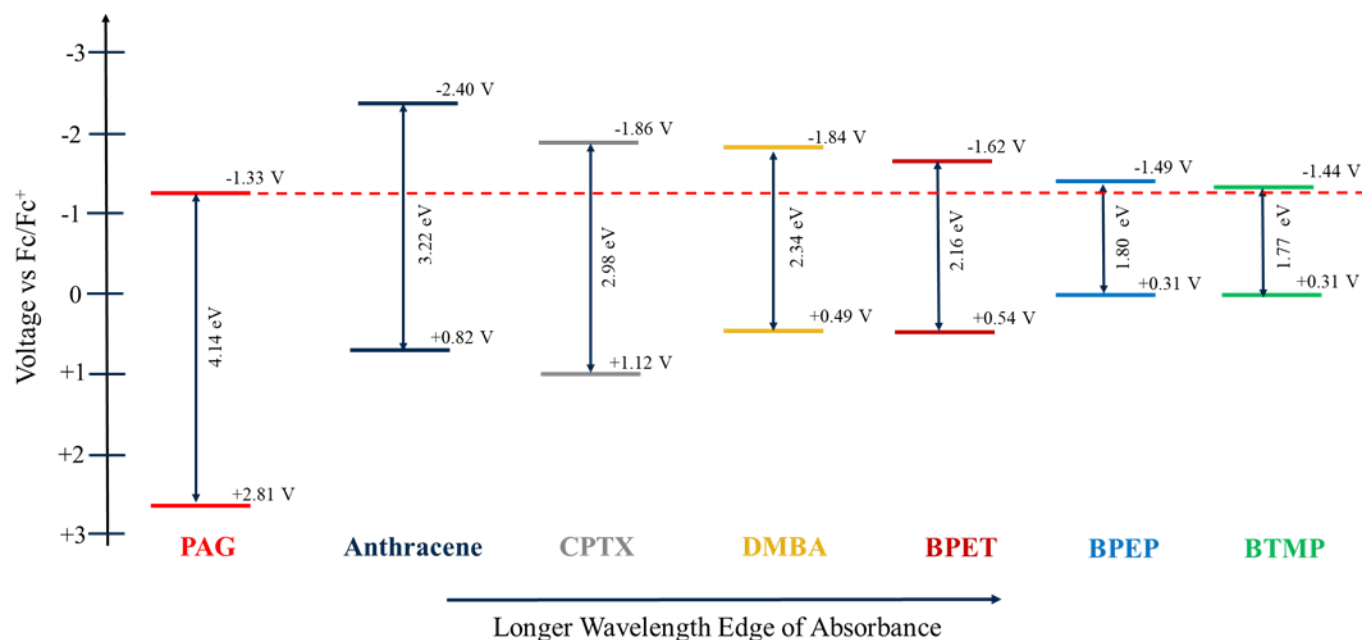 -3
-2
-1
0
+1
+2
+3
Voltage vs Fc/Fc⁺
-1.33 V
4.14 eV
+2.81 V
PAG
-2.40 V
3.22 eV
+0.82 V
Anthracene
-1.86 V
2.98 eV
+1.12 V
CPTX
-1.84 V
2.34 eV
+0.49 V
DMBA
-1.62 V
2.16 eV
+0.54 V
BPET
-1.49 V
1.80 eV
+0.31 V
BPEP
-1.44 V
1.77 eV
+0.31 V
BTMP
Longer Wavelength Edge of Absorbance